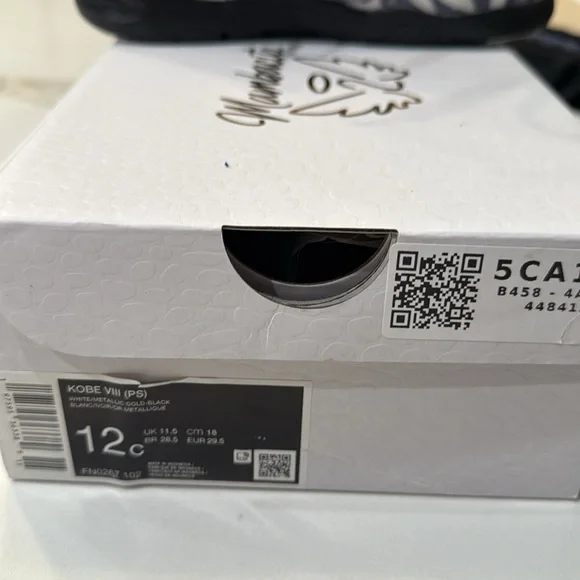 Mambacita
5CA1
B458 - 4A
44841
KOBE VIII (PS)
WHITE/METALLIC GOLD-BLACK
BLANC/NOIR/OR METALLIQUE
12C
UK 11.5 cm 18
BR 28.5 EUR 29.5
FN0267 102